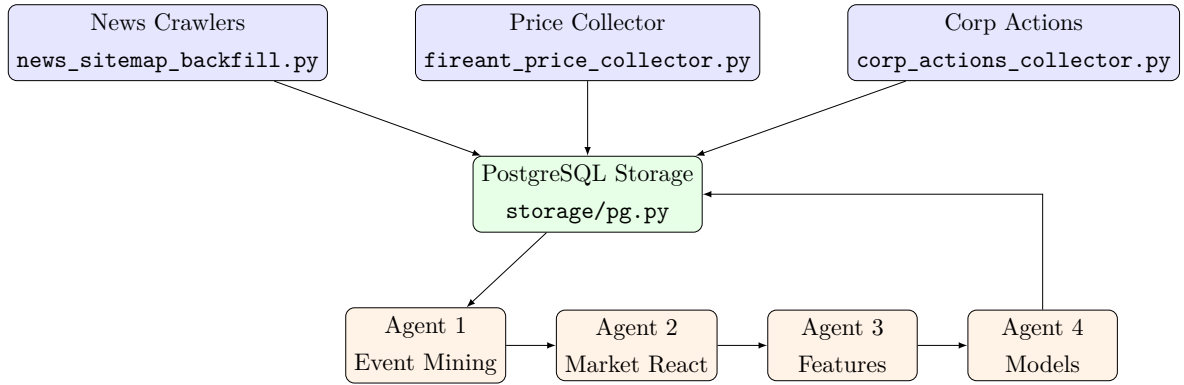 News Crawlers
news_sitemap_backfill.py
Price Collector
fireant_price_collector.py
Corp Actions
corp_actions_collector.py
PostgreSQL Storage
storage/pg.py
Agent 1
Event Mining
Agent 2
Market React
Agent 3
Features
Agent 4
Models